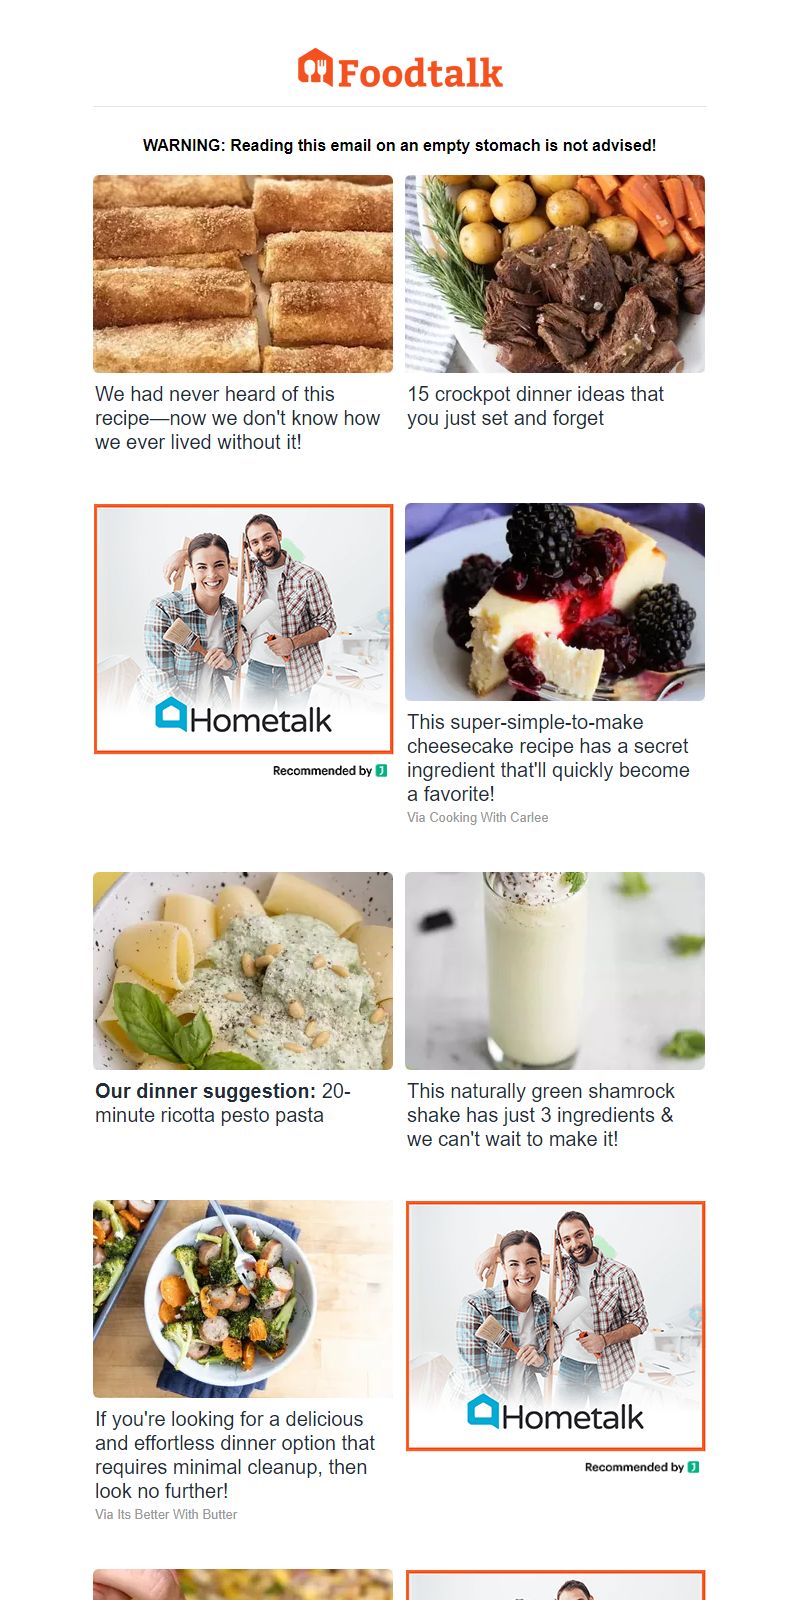 Foodtalk
WARNING: Reading this email on an empty stomach is not advised!
We had never heard of this
recipe—now we don't know how
we ever lived without it!
15 crockpot dinner ideas that
you just set and forget
Hometalk
Recommended by
This super-simple-to-make
cheesecake recipe has a secret
ingredient that'll quickly become
a favorite!
Via Cooking With Carlee
Our dinner suggestion: 20-
minute ricotta pesto pasta
This naturally green shamrock
shake has just 3 ingredients &
we can't wait to make it!
If you're looking for a delicious
and effortless dinner option that
requires minimal cleanup, then
look no further!
Via Its Better With Butter
Hometalk
Recommended by